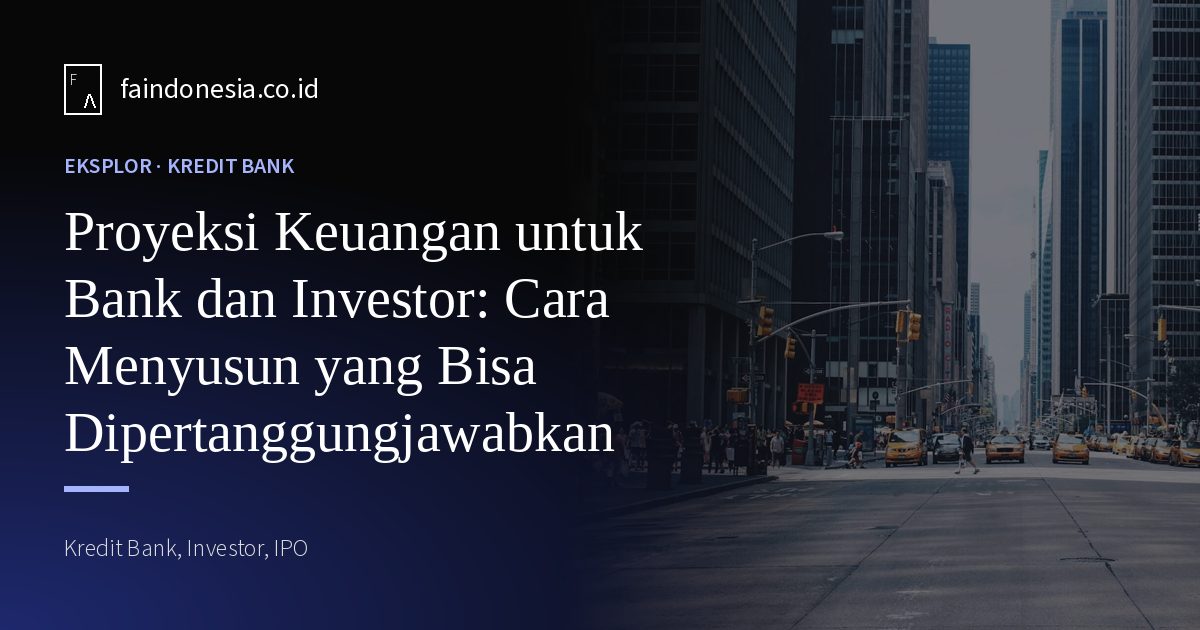 F
A
faindonesia.co.id
EKSPLOR · KREDIT BANK
Proyeksi Keuangan untuk
Bank dan Investor: Cara
Menyusun yang Bisa
Dipertanggungjawabkan
Kredit Bank, Investor, IPO